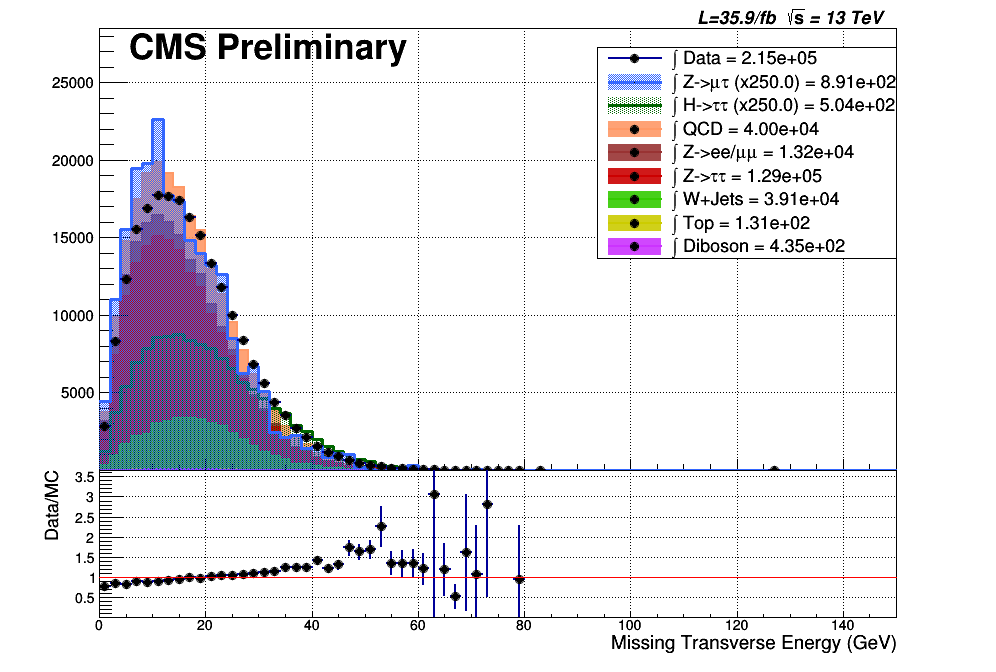 L=35.9/fb √s = 13 TeV
CMS Preliminary
∫ Data = 2.15e+05
∫ Z->μτ (x250.0) = 8.91e+02
∫ H->ττ (x250.0) = 5.04e+02
∫ QCD = 4.00e+04
∫ Z->ee/μμ = 1.32e+04
∫ Z->ττ = 1.29e+05
∫ W+Jets = 3.91e+04
∫ Top = 1.31e+02
∫ Diboson = 4.35e+02
25000
20000
15000
10000
5000
Data/MC
3.5
3
2.5
2
1.5
1
0.5
0 20 40 60 80 100 120 140
Missing Transverse Energy (GeV)